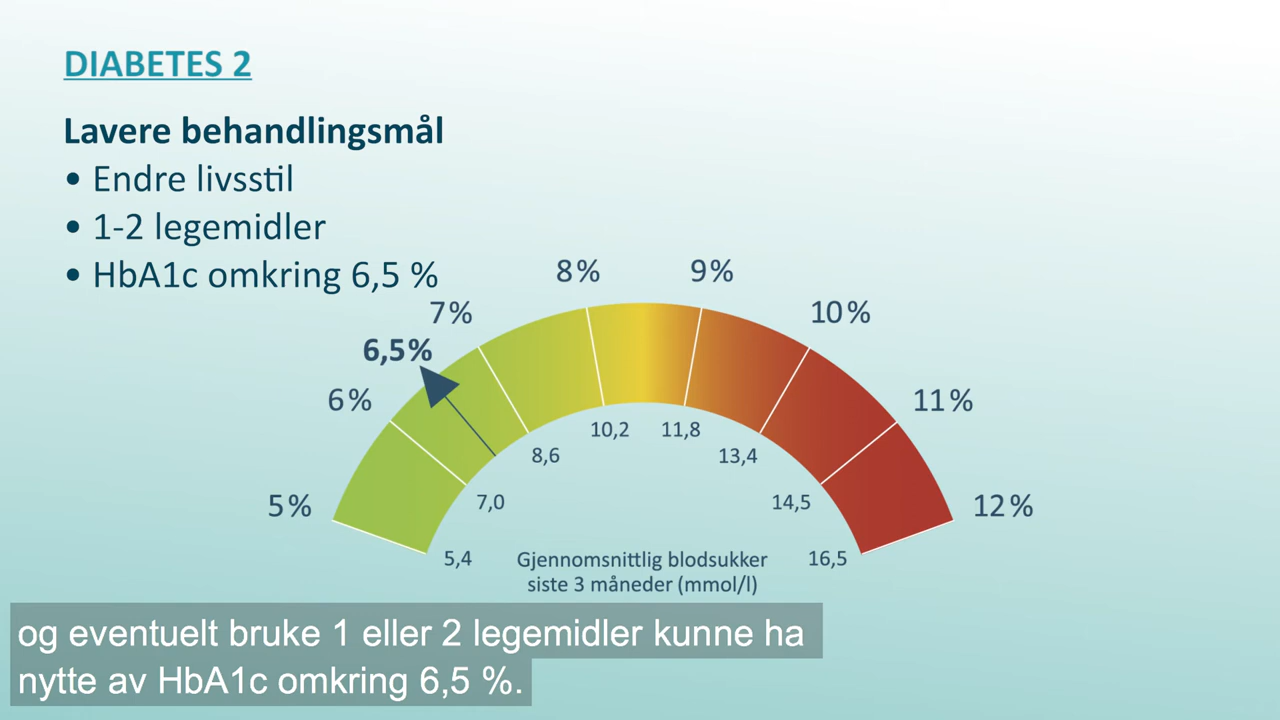 DIABETES 2
Lavere behandlingsmål
• Endre livsstil
• 1-2 legemidler
• HbA1c omkring 6,5 %
5%
6%
6,5%
7%
8%
9%
10%
11%
12%
5,4
7,0
8,6
10,2
11,8
13,4
14,5
16,5
Gjennomsnittlig blodsukker
siste 3 måneder (mmol/l)
og eventuelt bruke 1 eller 2 legemidler kunne ha
nytte av HbA1c omkring 6,5 %.